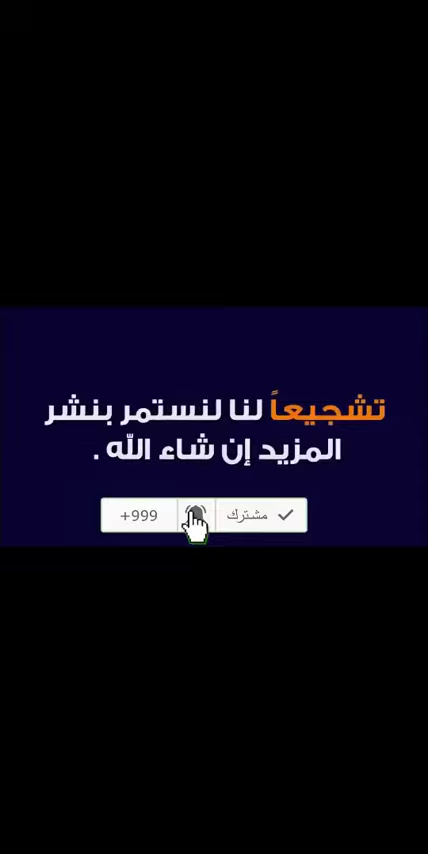 تشجيعاً لنا لنستمر بنشر
المزيد إن شاء الله .
مشترك
+999